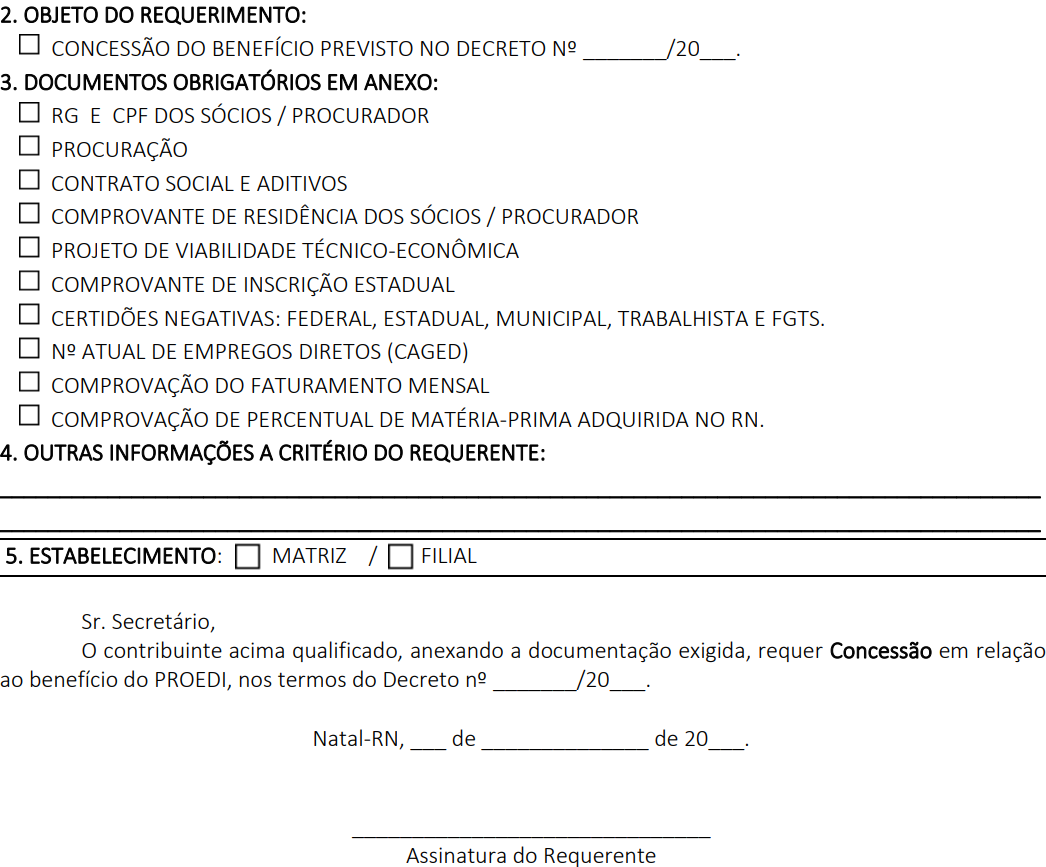 2. OBJETO DO REQUERIMENTO:
☐ CONCESSÃO DO BENEFÍCIO PREVISTO NO DECRETO Nº _______/20___.
3. DOCUMENTOS OBRIGATÓRIOS EM ANEXO:
☐ RG E CPF DOS SÓCIOS / PROCURADOR
☐ PROCURAÇÃO
☐ CONTRATO SOCIAL E ADITIVOS
☐ COMPROVANTE DE RESIDÊNCIA DOS SÓCIOS / PROCURADOR
☐ PROJETO DE VIABILIDADE TÉCNICO-ECONÔMICA
☐ COMPROVANTE DE INSCRIÇÃO ESTADUAL
☐ CERTIDÕES NEGATIVAS: FEDERAL, ESTADUAL, MUNICIPAL, TRABALHISTA E FGTS.
☐ Nº ATUAL DE EMPREGOS DIRETOS (CAGED)
☐ COMPROVAÇÃO DO FATURAMENTO MENSAL
☐ COMPROVAÇÃO DE PERCENTUAL DE MATÉRIA-PRIMA ADQUIRIDA NO RN.
4. OUTRAS INFORMAÇÕES A CRITÉRIO DO REQUERENTE:
5. ESTABELECIMENTO: ☐ MATRIZ / ☐ FILIAL
Sr. Secretário,
O contribuinte acima qualificado, anexando a documentação exigida, requer Concessão em relação
ao benefício do PROEDI, nos termos do Decreto nº _______/20___.
Natal-RN, ___ de ______________ de 20___.
______________________________
Assinatura do Requerente